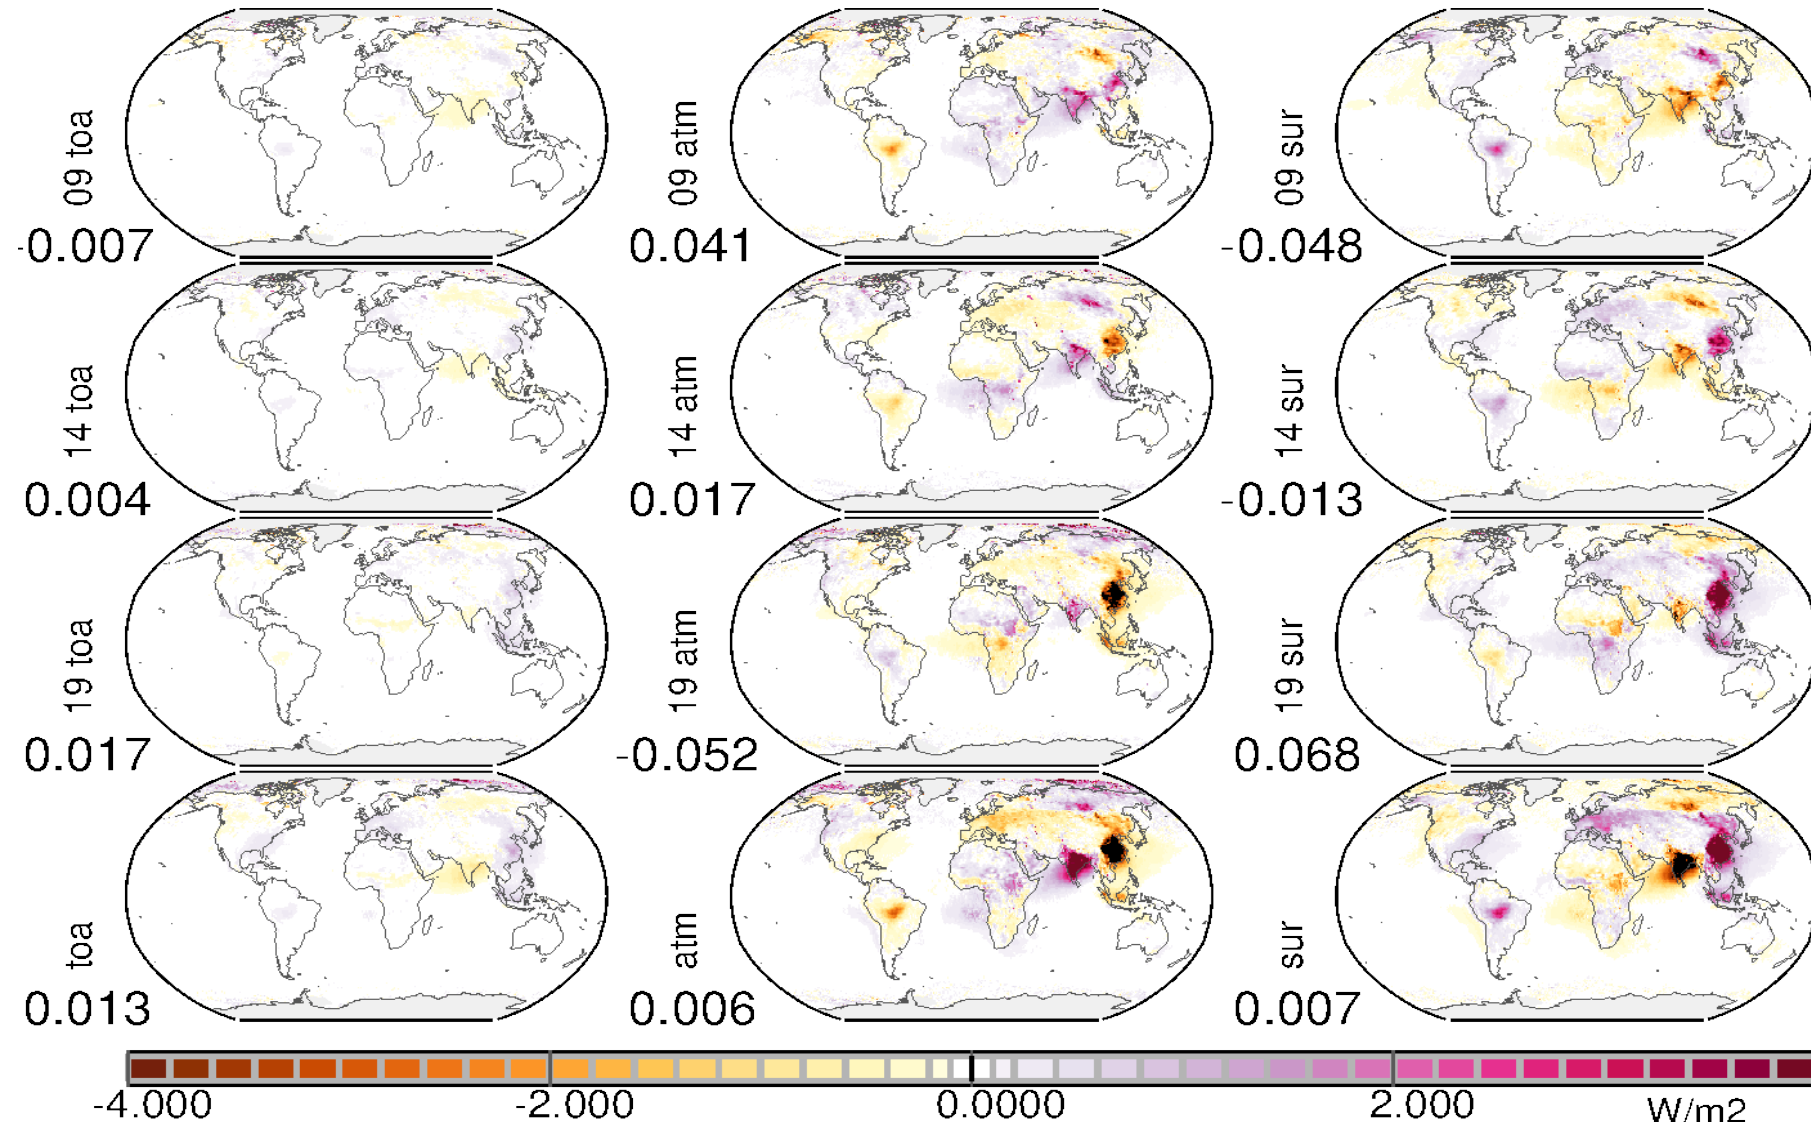 09 toa
-0.007
09 atm
0.041
09 sur
-0.048
14 toa
0.004
14 atm
0.017
14 sur
-0.013
19 toa
0.017
19 atm
-0.052
19 sur
0.068
toa
0.013
atm
0.006
sur
0.007
-4.000 -2.000 0.0000 2.000 W/m2